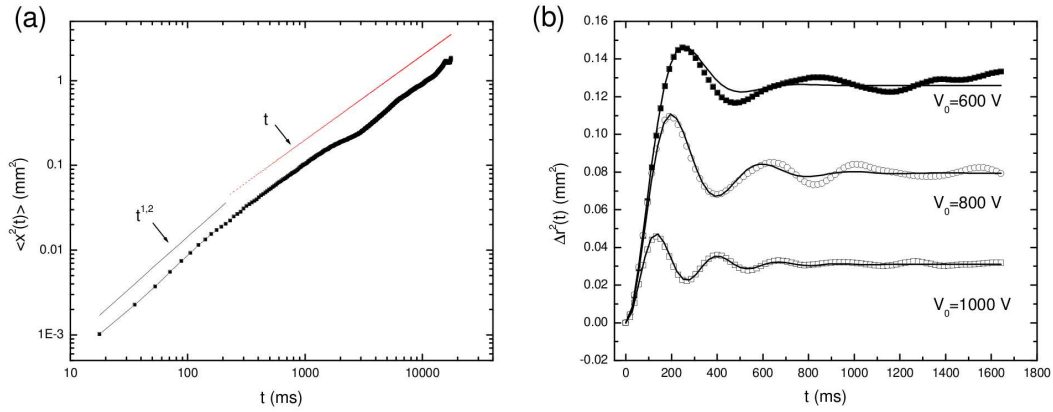 (a)
<x²(t)> (mm²)
1
0.1
0.01
1E-3
t
t¹,²
10
100
1000
10000
t (ms)
(b)
Δr²(t) (mm²)
0.16
0.14
0.12
0.10
0.08
0.06
0.04
0.02
0.00
-0.02
V₀=600 V
V₀=800 V
V₀=1000 V
0 200 400 600 800 1000 1200 1400 1600 1800
t (ms)